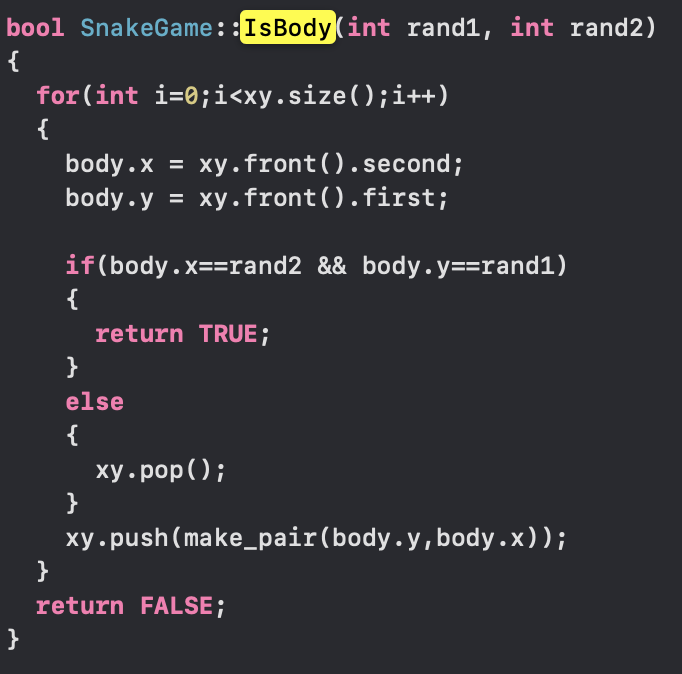 bool SnakeGame::IsBody(int rand1, int rand2)
{
  for(int i=0;i<xy.size();i++)
  {
    body.x = xy.front().second;
    body.y = xy.front().first;

    if(body.x==rand2 && body.y==rand1)
    {
      return TRUE;
    }
    else
    {
      xy.pop();
    }
    xy.push(make_pair(body.y,body.x));
  }
  return FALSE;
}